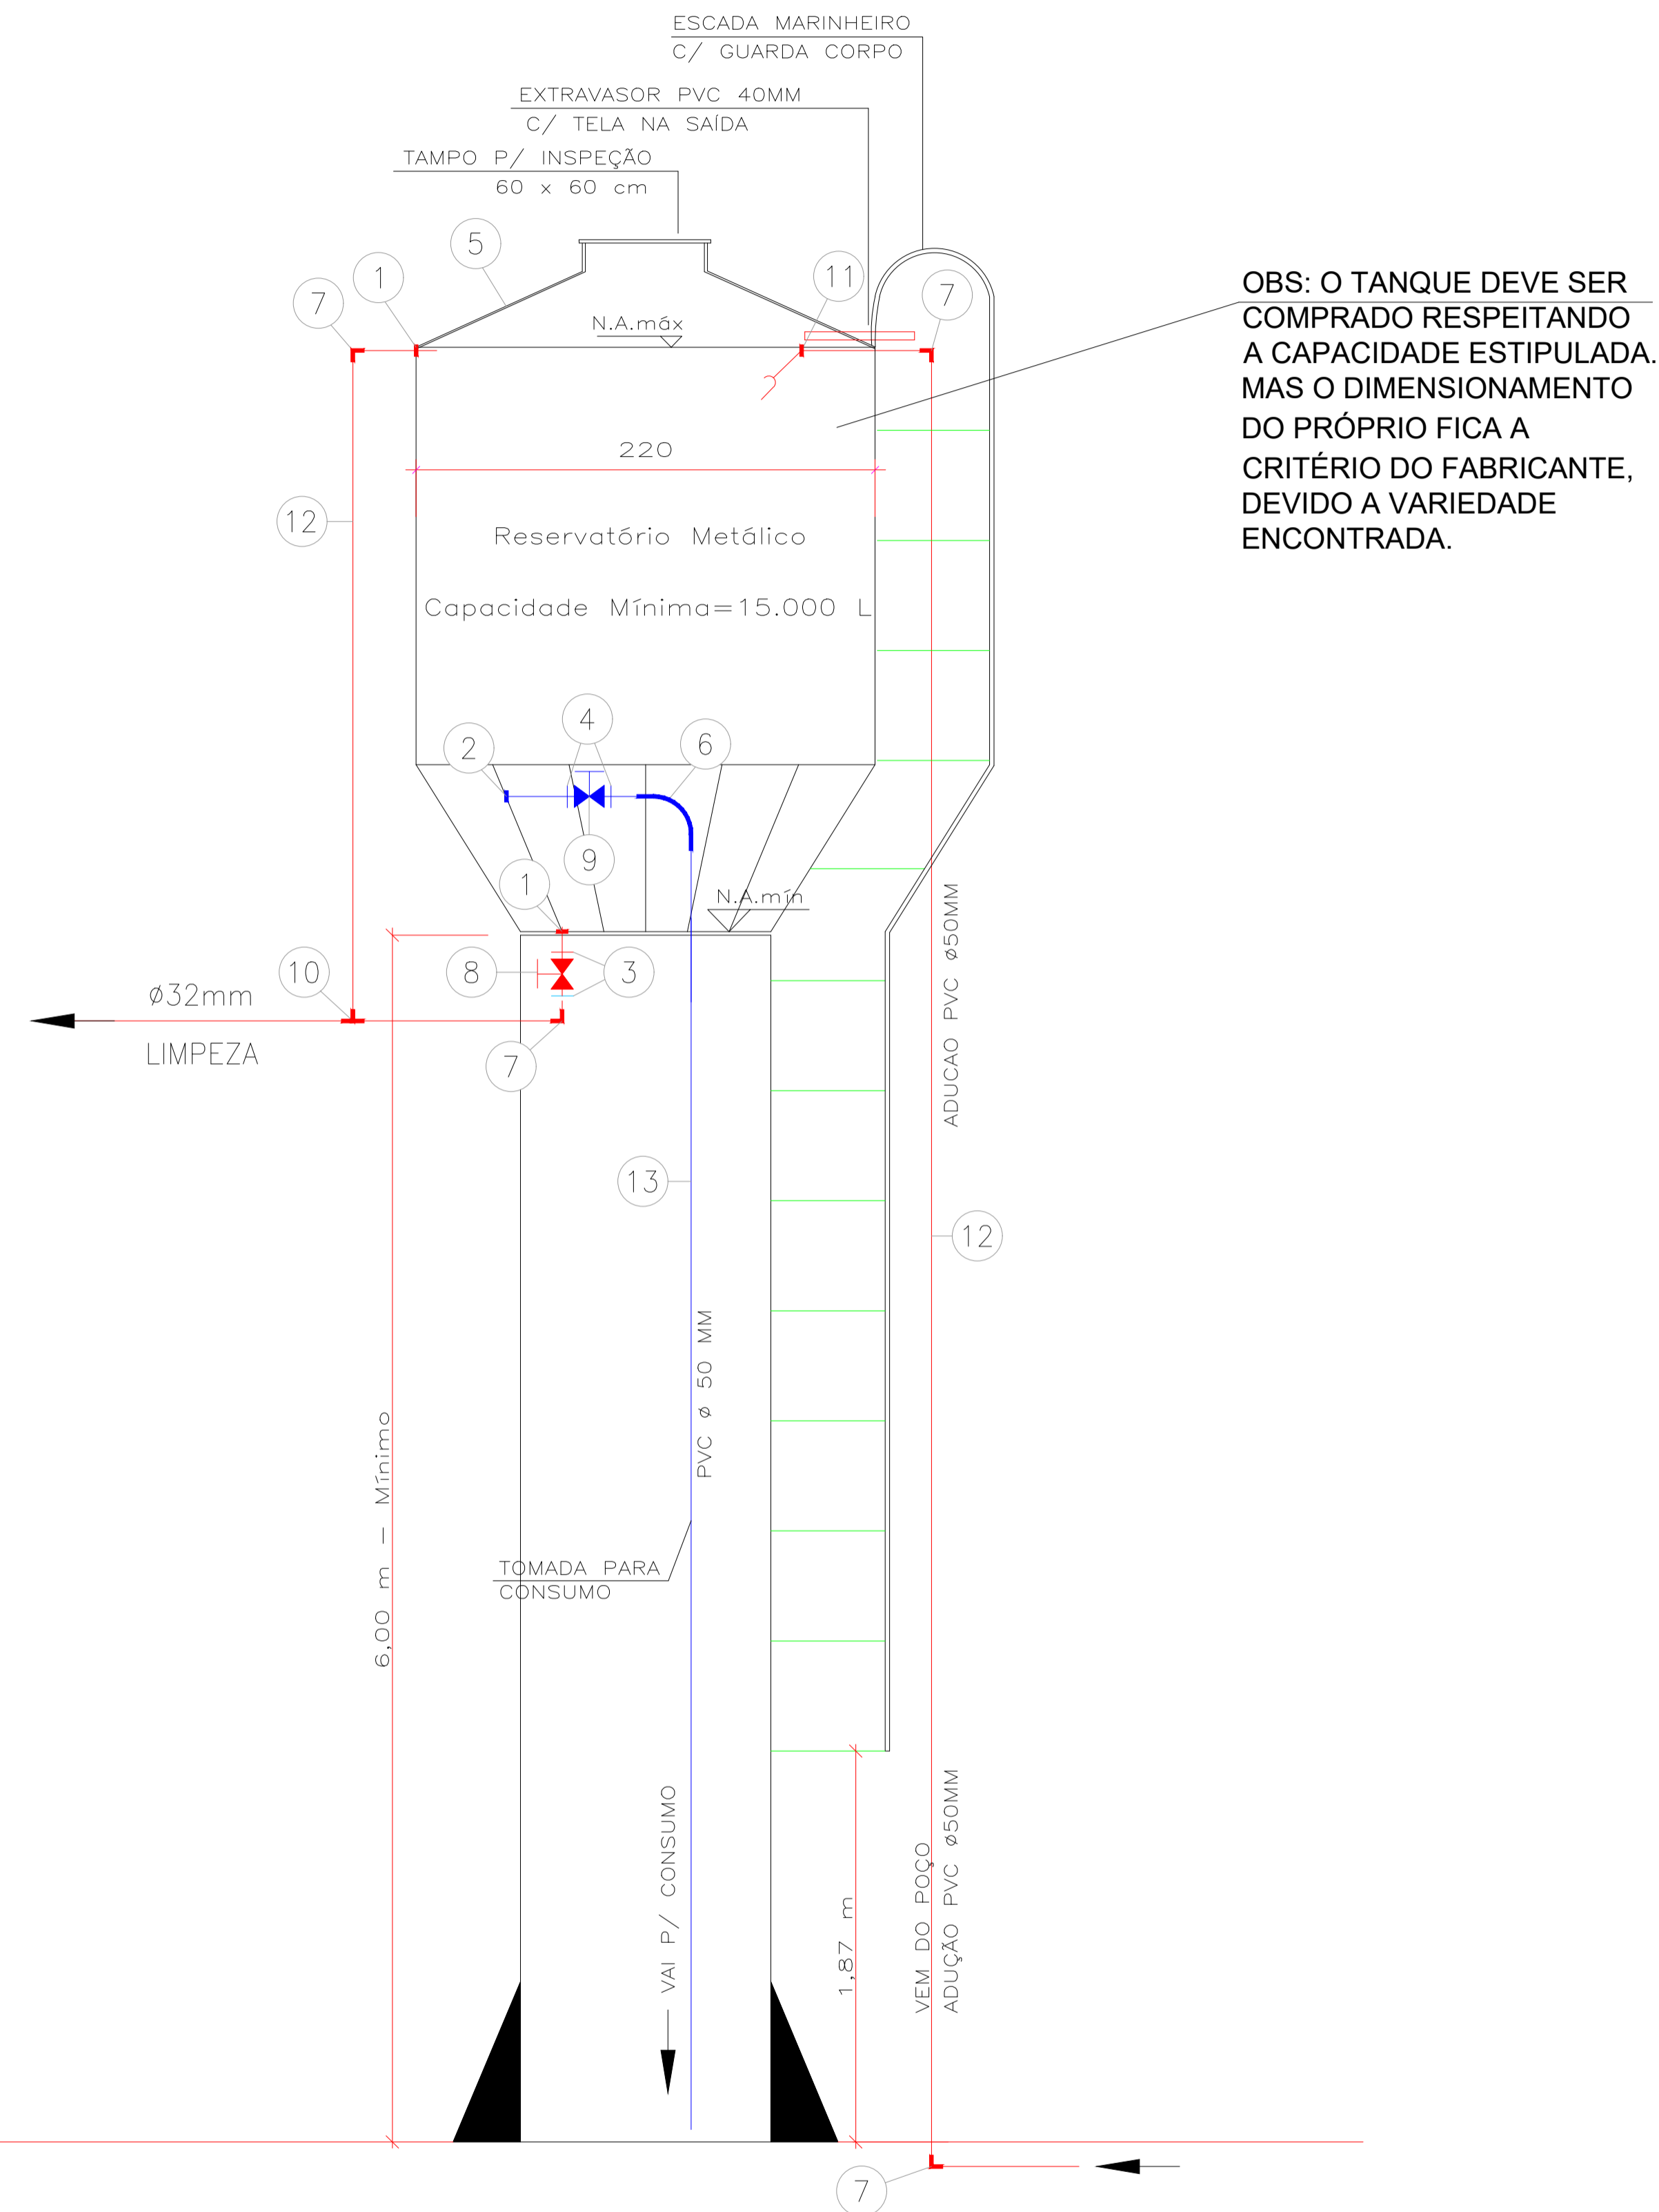 ESCADA MARINHEIRO
C/ GUARDA CORPO
EXTRAVASOR PVC 40MM
C/ TELA NA SAÍDA
TAMPO P/ INSPEÇÃO
60 x 60 cm
5
1
11
7
7
OBS: O TANQUE DEVE SER
COMPRADO RESPEITANDO
A CAPACIDADE ESTIPULADA.
MAS O DIMENSIONAMENTO
DO PRÓPRIO FICA A
CRITÉRIO DO FABRICANTE,
DEVIDO A VARIEDADE
ENCONTRADA.
N.A.máx
220
12
Reservatório Metálico
Capacidade Mínima=15.000 L
4
2
6
9
1
N.A.mín
ADUCAO PVC ø50MM
10
8
3
ø32mm
LIMPEZA
7
13
12
PVC ø 50 MM
6,00 m – Mínimo
TOMADA PARA
CONSUMO
VAI P/ CONSUMO
1,87 m
VEM DO POÇO
ADUÇÃO PVC ø50MM
7